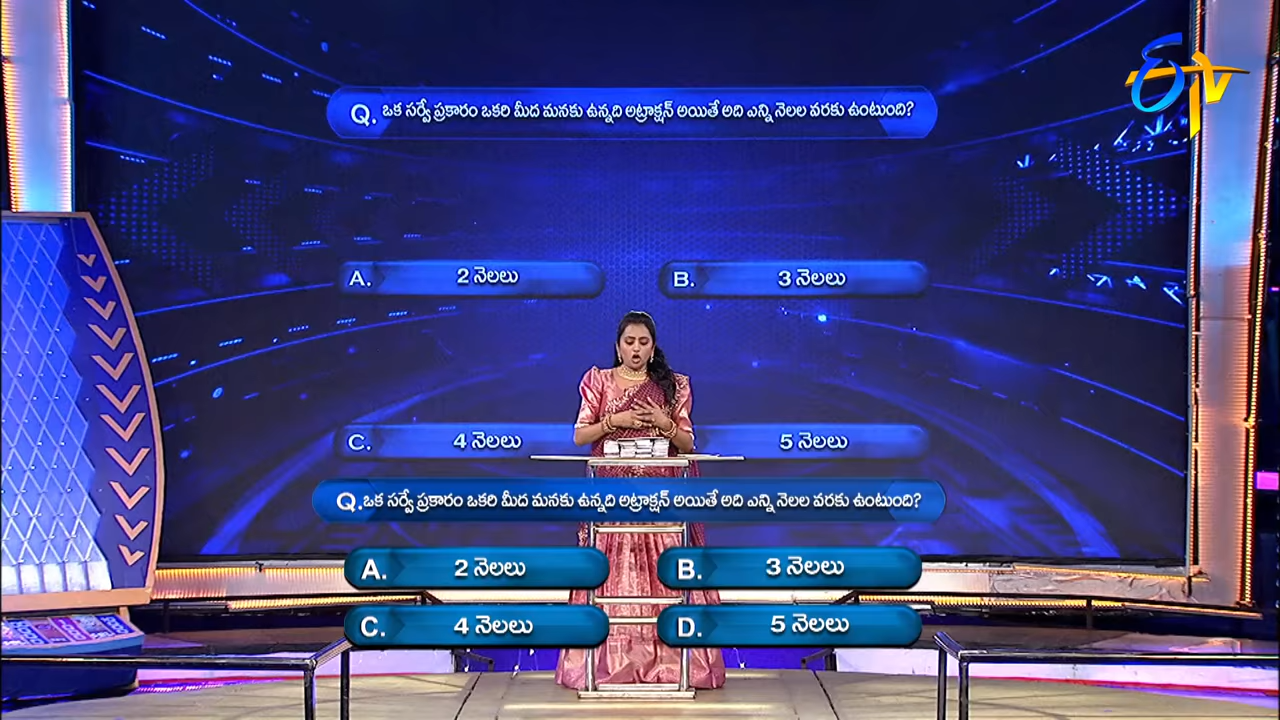 ETV
Q. ఒక సర్వే ప్రకారం ఒకరి మీద మనకు ఉన్నది అట్రాక్షన్ అయితే అది ఎన్ని నెలల వరకు ఉంటుంది?
A. 2 నెలలు
B. 3 నెలలు
C. 4 నెలలు
5 నెలలు
Q. ఒక సర్వే ప్రకారం ఒకరి మీద మనకు ఉన్నది అట్రాక్షన్ అయితే అది ఎన్ని నెలల వరకు ఉంటుంది?
A. 2 నెలలు
B. 3 నెలలు
C. 4 నెలలు
D. 5 నెలలు